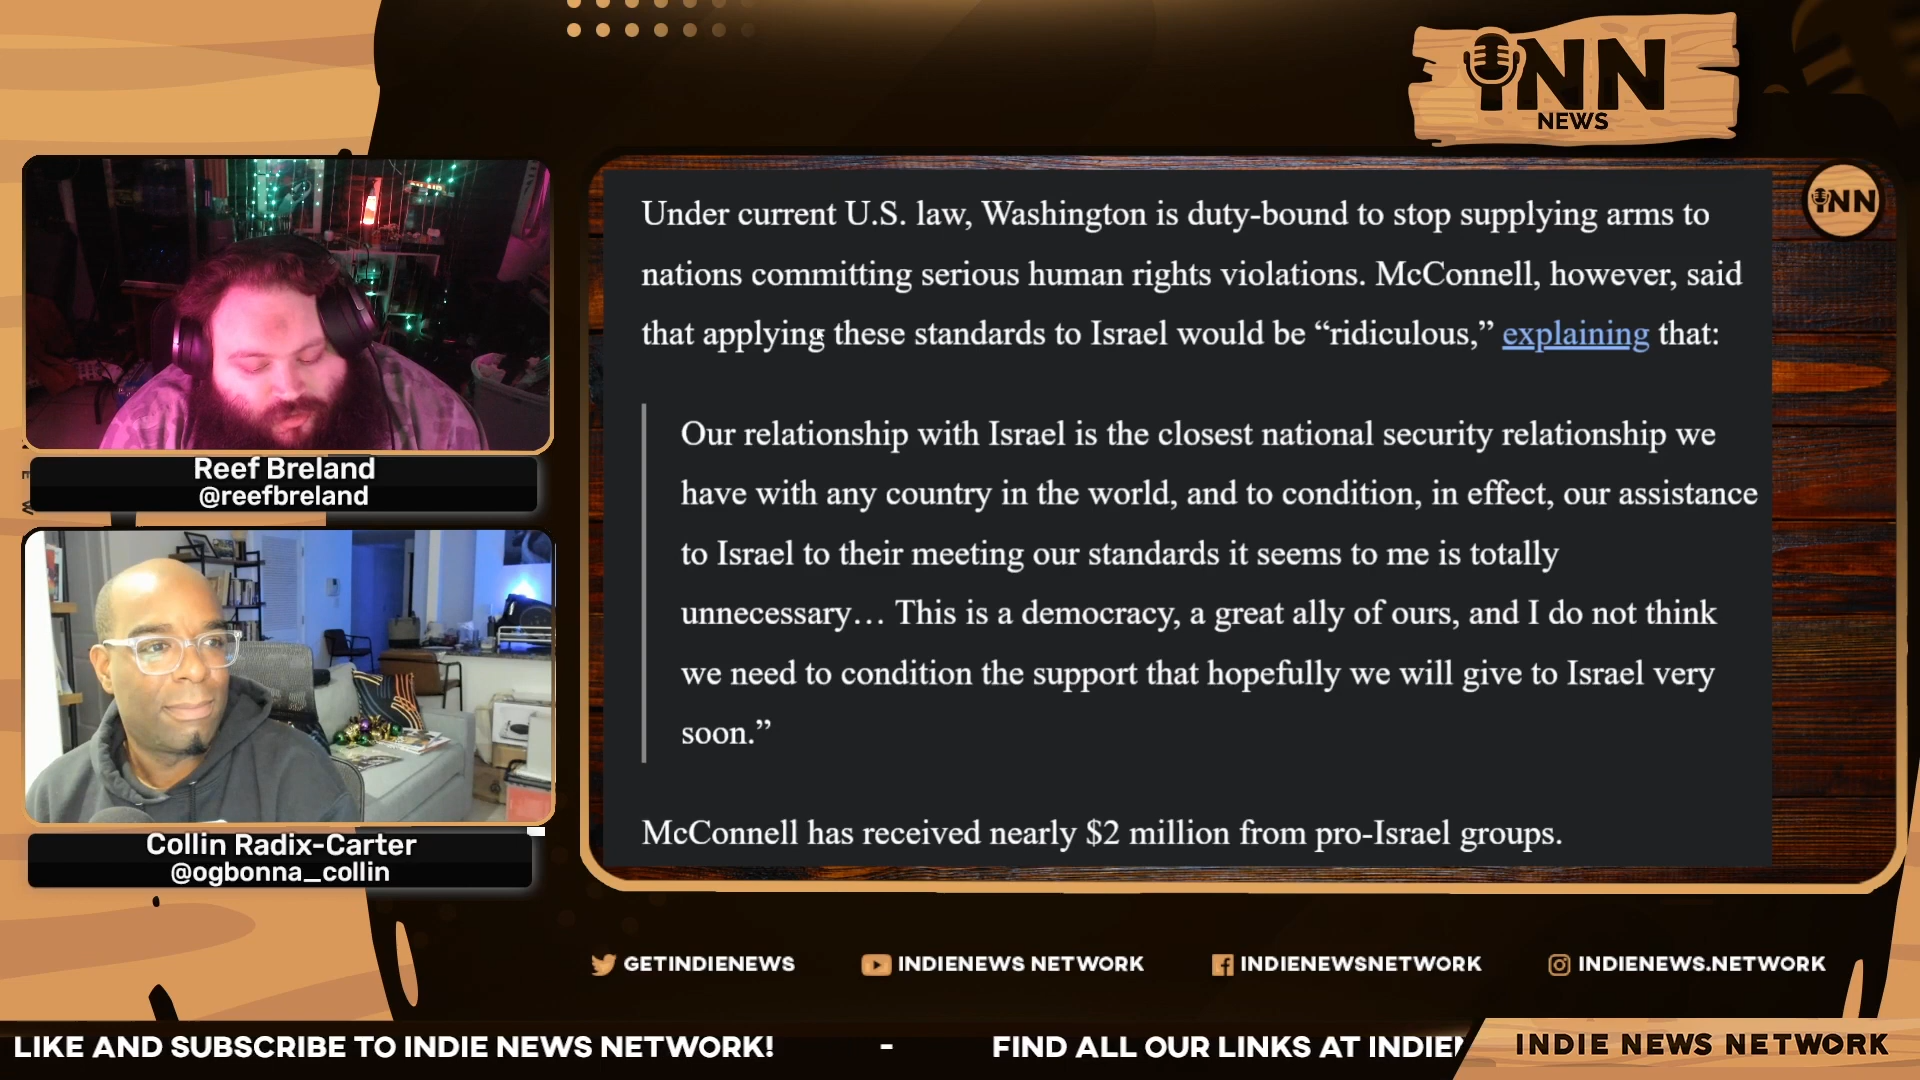 iNN
NEWS
iNN
Under current U.S. law, Washington is duty-bound to stop supplying arms to
nations committing serious human rights violations. McConnell, however, said
that applying these standards to Israel would be “ridiculous,” explaining that:
Our relationship with Israel is the closest national security relationship we
have with any country in the world, and to condition, in effect, our assistance
to Israel to their meeting our standards it seems to me is totally
unnecessary… This is a democracy, a great ally of ours, and I do not think
we need to condition the support that hopefully we will give to Israel very
soon.”
McConnell has received nearly $2 million from pro-Israel groups.
Reef Breland
@reefbreland
Collin Radix-Carter
@ogbonna_collin
GETINDIENEWS
INDIENEWS NETWORK
INDIENEWSNETWORK
INDIENEWS.NETWORK
LIKE AND SUBSCRIBE TO INDIE NEWS NETWORK! - FIND ALL OUR LINKS AT
INDIE NEWS NETWORK